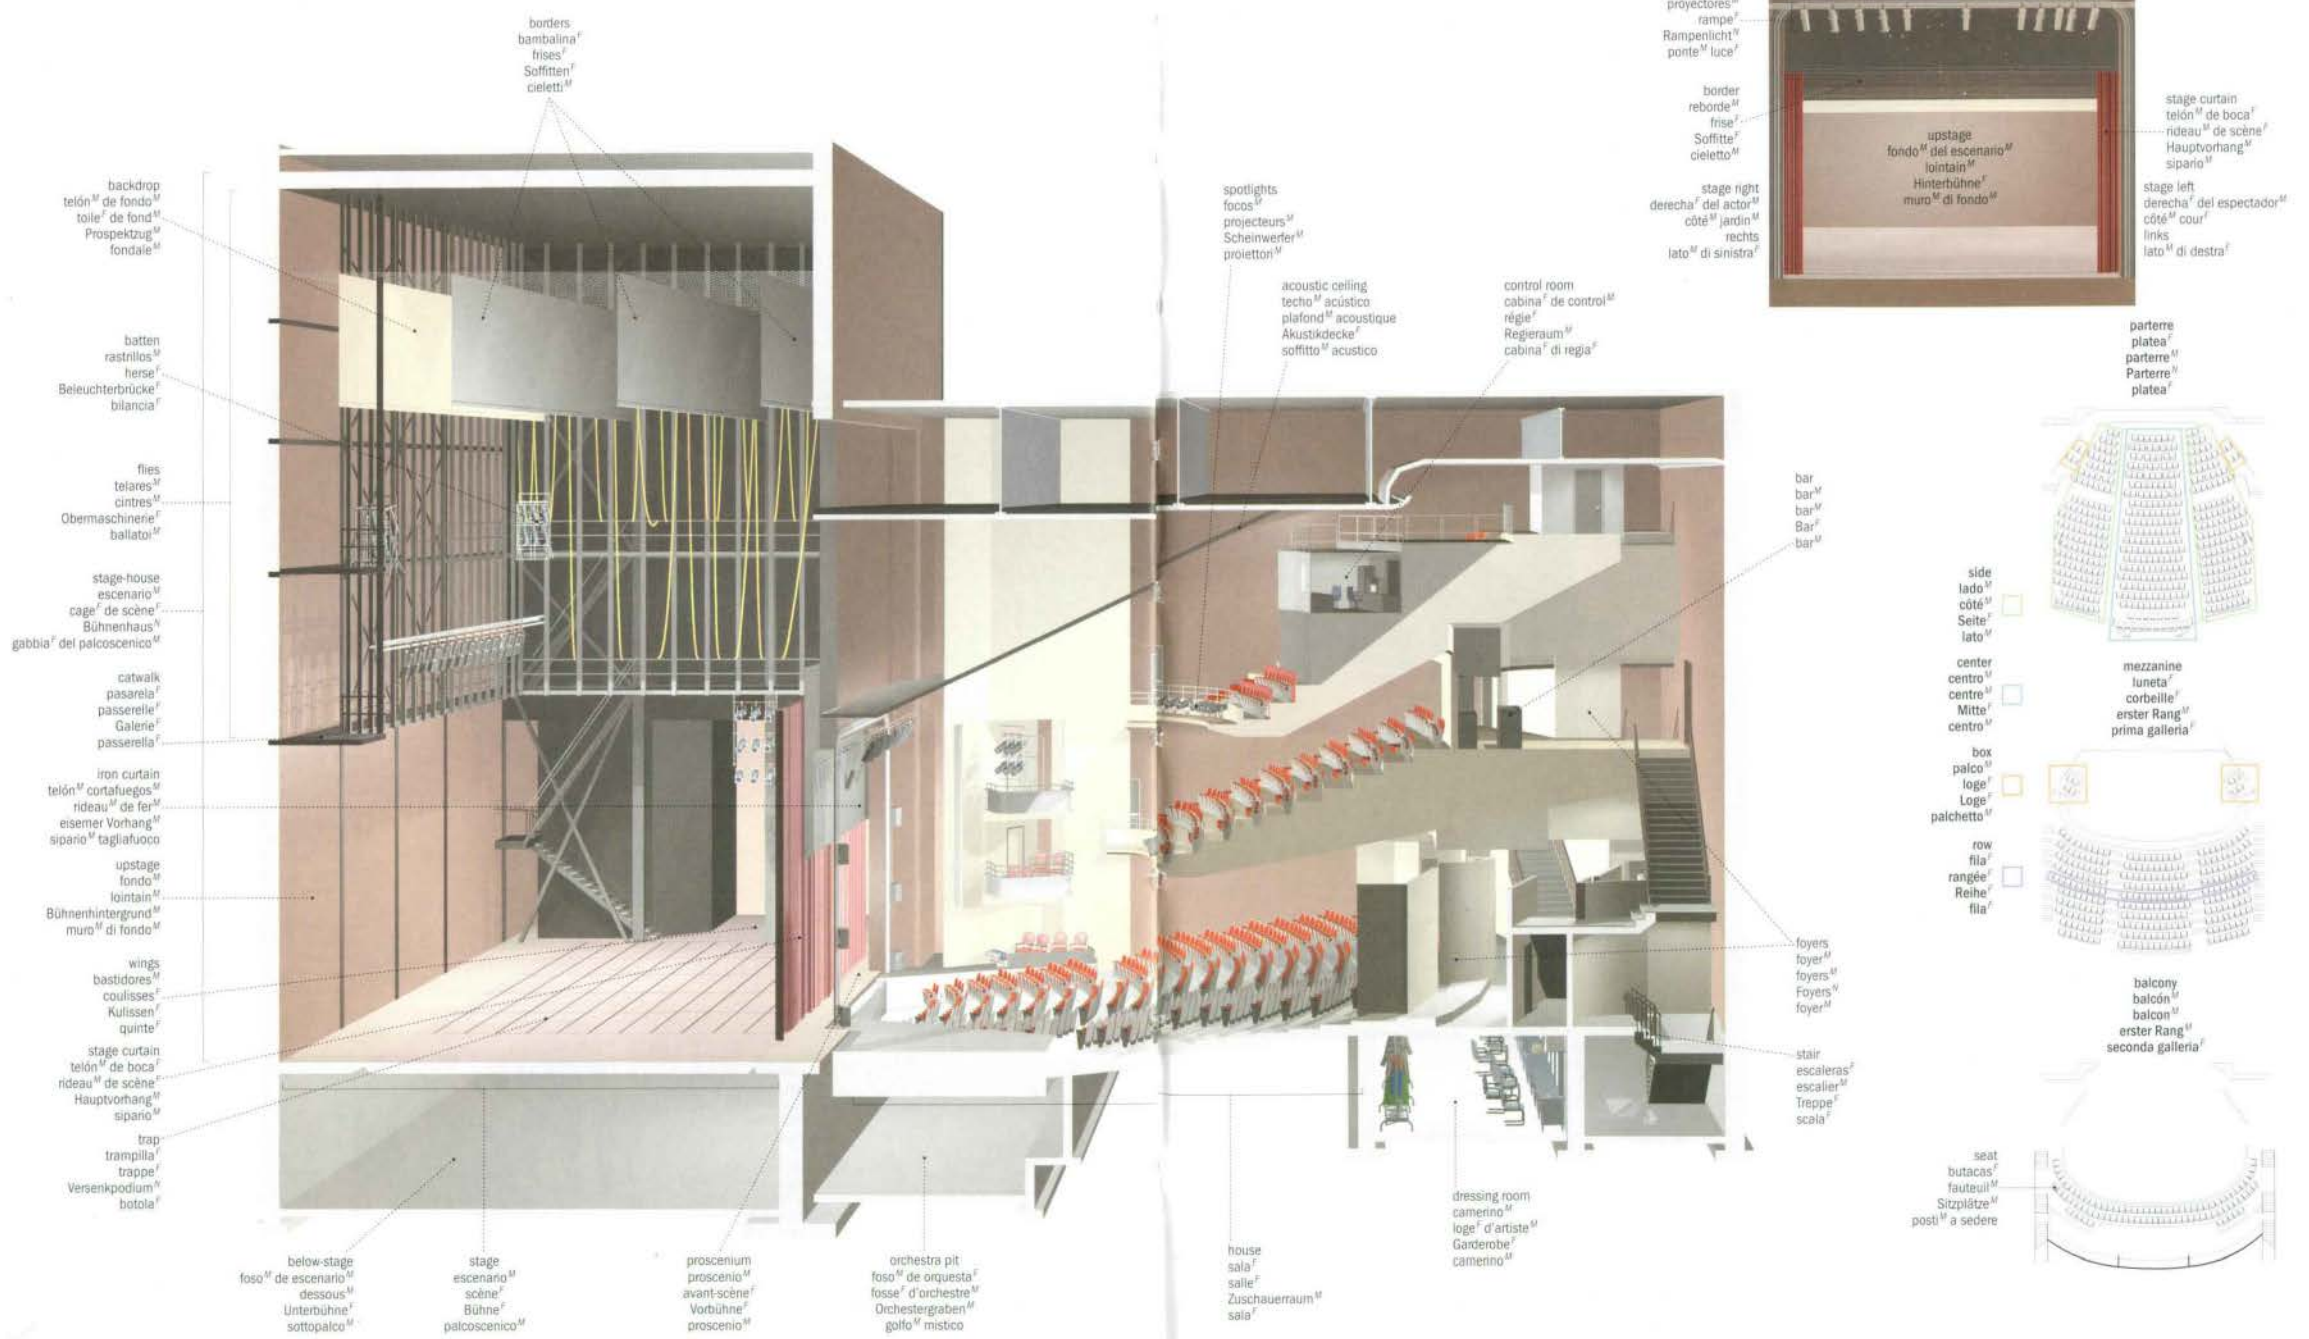 borders
bambalina F
frises F
Soffitten F
cieletti M
backdrop
telón M de fondo M
toile F de fond M
Prospektzug M
fondale M
batten
rastrillos M
herse F
Beleuchterbrücke F
bilancia F
flies
telares M
cintres M
Obermaschinerie F
ballatoi M
stage-house
escenario M
cage F de scène F
Bühnenhaus N
gabbia F del palcoscenico M
catwalk
pasarela F
passerelle F
Galerie F
passerella F
iron curtain
telón M cortafuegos M
rideau M de fer M
eiserner Vorhang M
sipario M tagliafuoco
upstage
fondo M
lointain M
Bühnenhintergrund M
muro M di fondo M
wings
bastidores M
coulisses F
Kulissen F
quinte F
stage curtain
telón M de boca F
rideau M de scène F
Hauptvorhang M
sipario M
trap
trampilla F
trappe F
Versenkpodium N
botola F
below-stage
foso M de escenario M
dessous M
Unterbühne F
sottopalco M
stage
escenario M
scène F
Bühne F
palcoscenico M
proscenium
proscenio M
avant-scène F
Vorbühne F
proscenio M
orchestra pit
foso M de orquesta F
fosse F d'orchestre M
Orchestergraben M
golfo M mistico
spotlights
focos M
projecteurs M
Scheinwerfer M
proiettori M
acoustic ceiling
techo M acústico
plafond M acoustique
Akustikdecke F
soffitto M acustico
control room
cabina F de control M
régie F
Regieraum M
cabina F di regia F
bar
bar M
bar M
Bar F
bar M
foyers
foyer M
foyers M
Foyers N
foyer M
stair
escaleras F
escalier M
Treppe F
scala F
house
sala F
salle F
Zuschauerraum M
sala F
dressing room
camerino M
loge F d'artiste M
Garderobe F
camerino M
proyectores M
rampe F
Rampenlicht N
ponte M luce F
border
reborde M
frise F
Soffitte F
cieletto M
stage right
derecha F del actor M
côté M jardin M
rechts
lato M di sinistra F
upstage
fondo M del escenario M
lointain M
Hinterbühne F
muro M di fondo M
stage curtain
telón M de boca F
rideau M de scène F
Hauptvorhang M
sipario M
stage left
derecha F del espectador M
côté M cour F
links
lato M di destra F
parterre
platea F
parterre M
Parterre N
platea F
side
lado M
côté M
Seite F
lato M
center
centro M
centre M
Mitte F
centro M
mezzanine
luneta F
corbeille F
erster Rang M
prima galleria F
box
palco M
loge F
Loge F
palchetto M
row
fila F
rangée F
Reihe F
fila F
balcony
balcón M
balcon M
erster Rang M
seconda galleria F
seat
butacas F
fauteuil M
Sitzplätze M
posti M a sedere